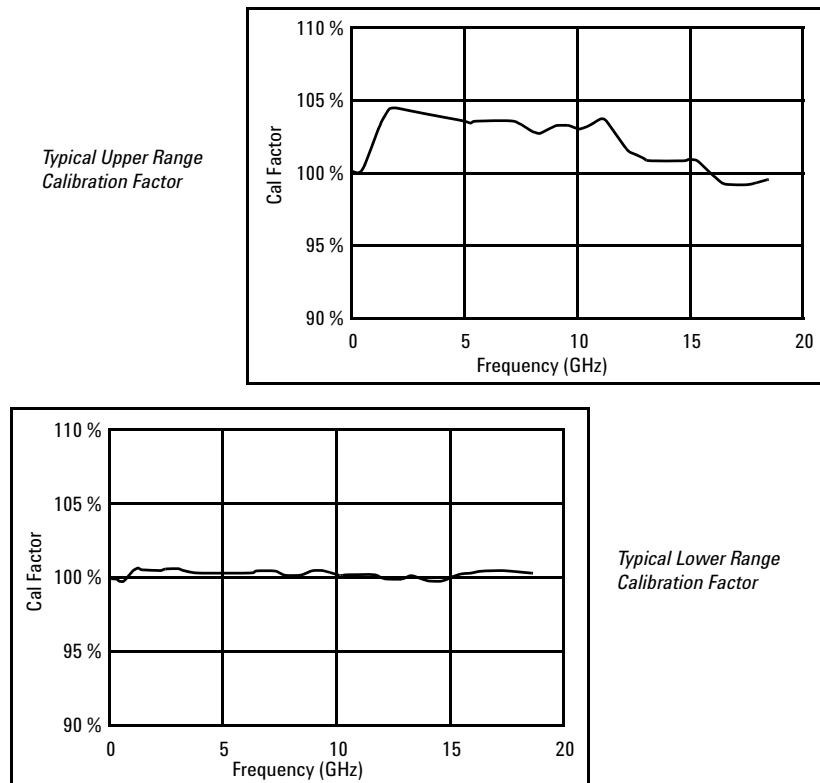 110 %
105 %
100 %
95 %
90 %
Cal Factor
0 5 10 15 20
Frequency (GHz)
Typical Upper Range
Calibration Factor
110 %
105 %
100 %
95 %
90 %
Cal Factor
0 5 10 15 20
Frequency (GHz)
Typical Lower Range
Calibration Factor